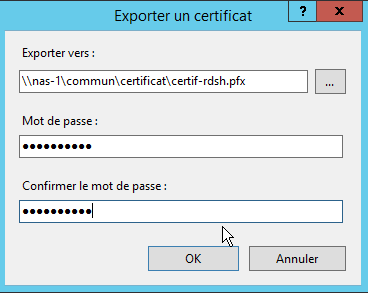 Exporter un certificat
?
x
Exporter vers :
\\nas-1\commun\certificat\certif-rdsh.pfx
...
Mot de passe :
●●●●●●●●●●
Confirmer le mot de passe :
●●●●●●●●●●
OK
Annuler